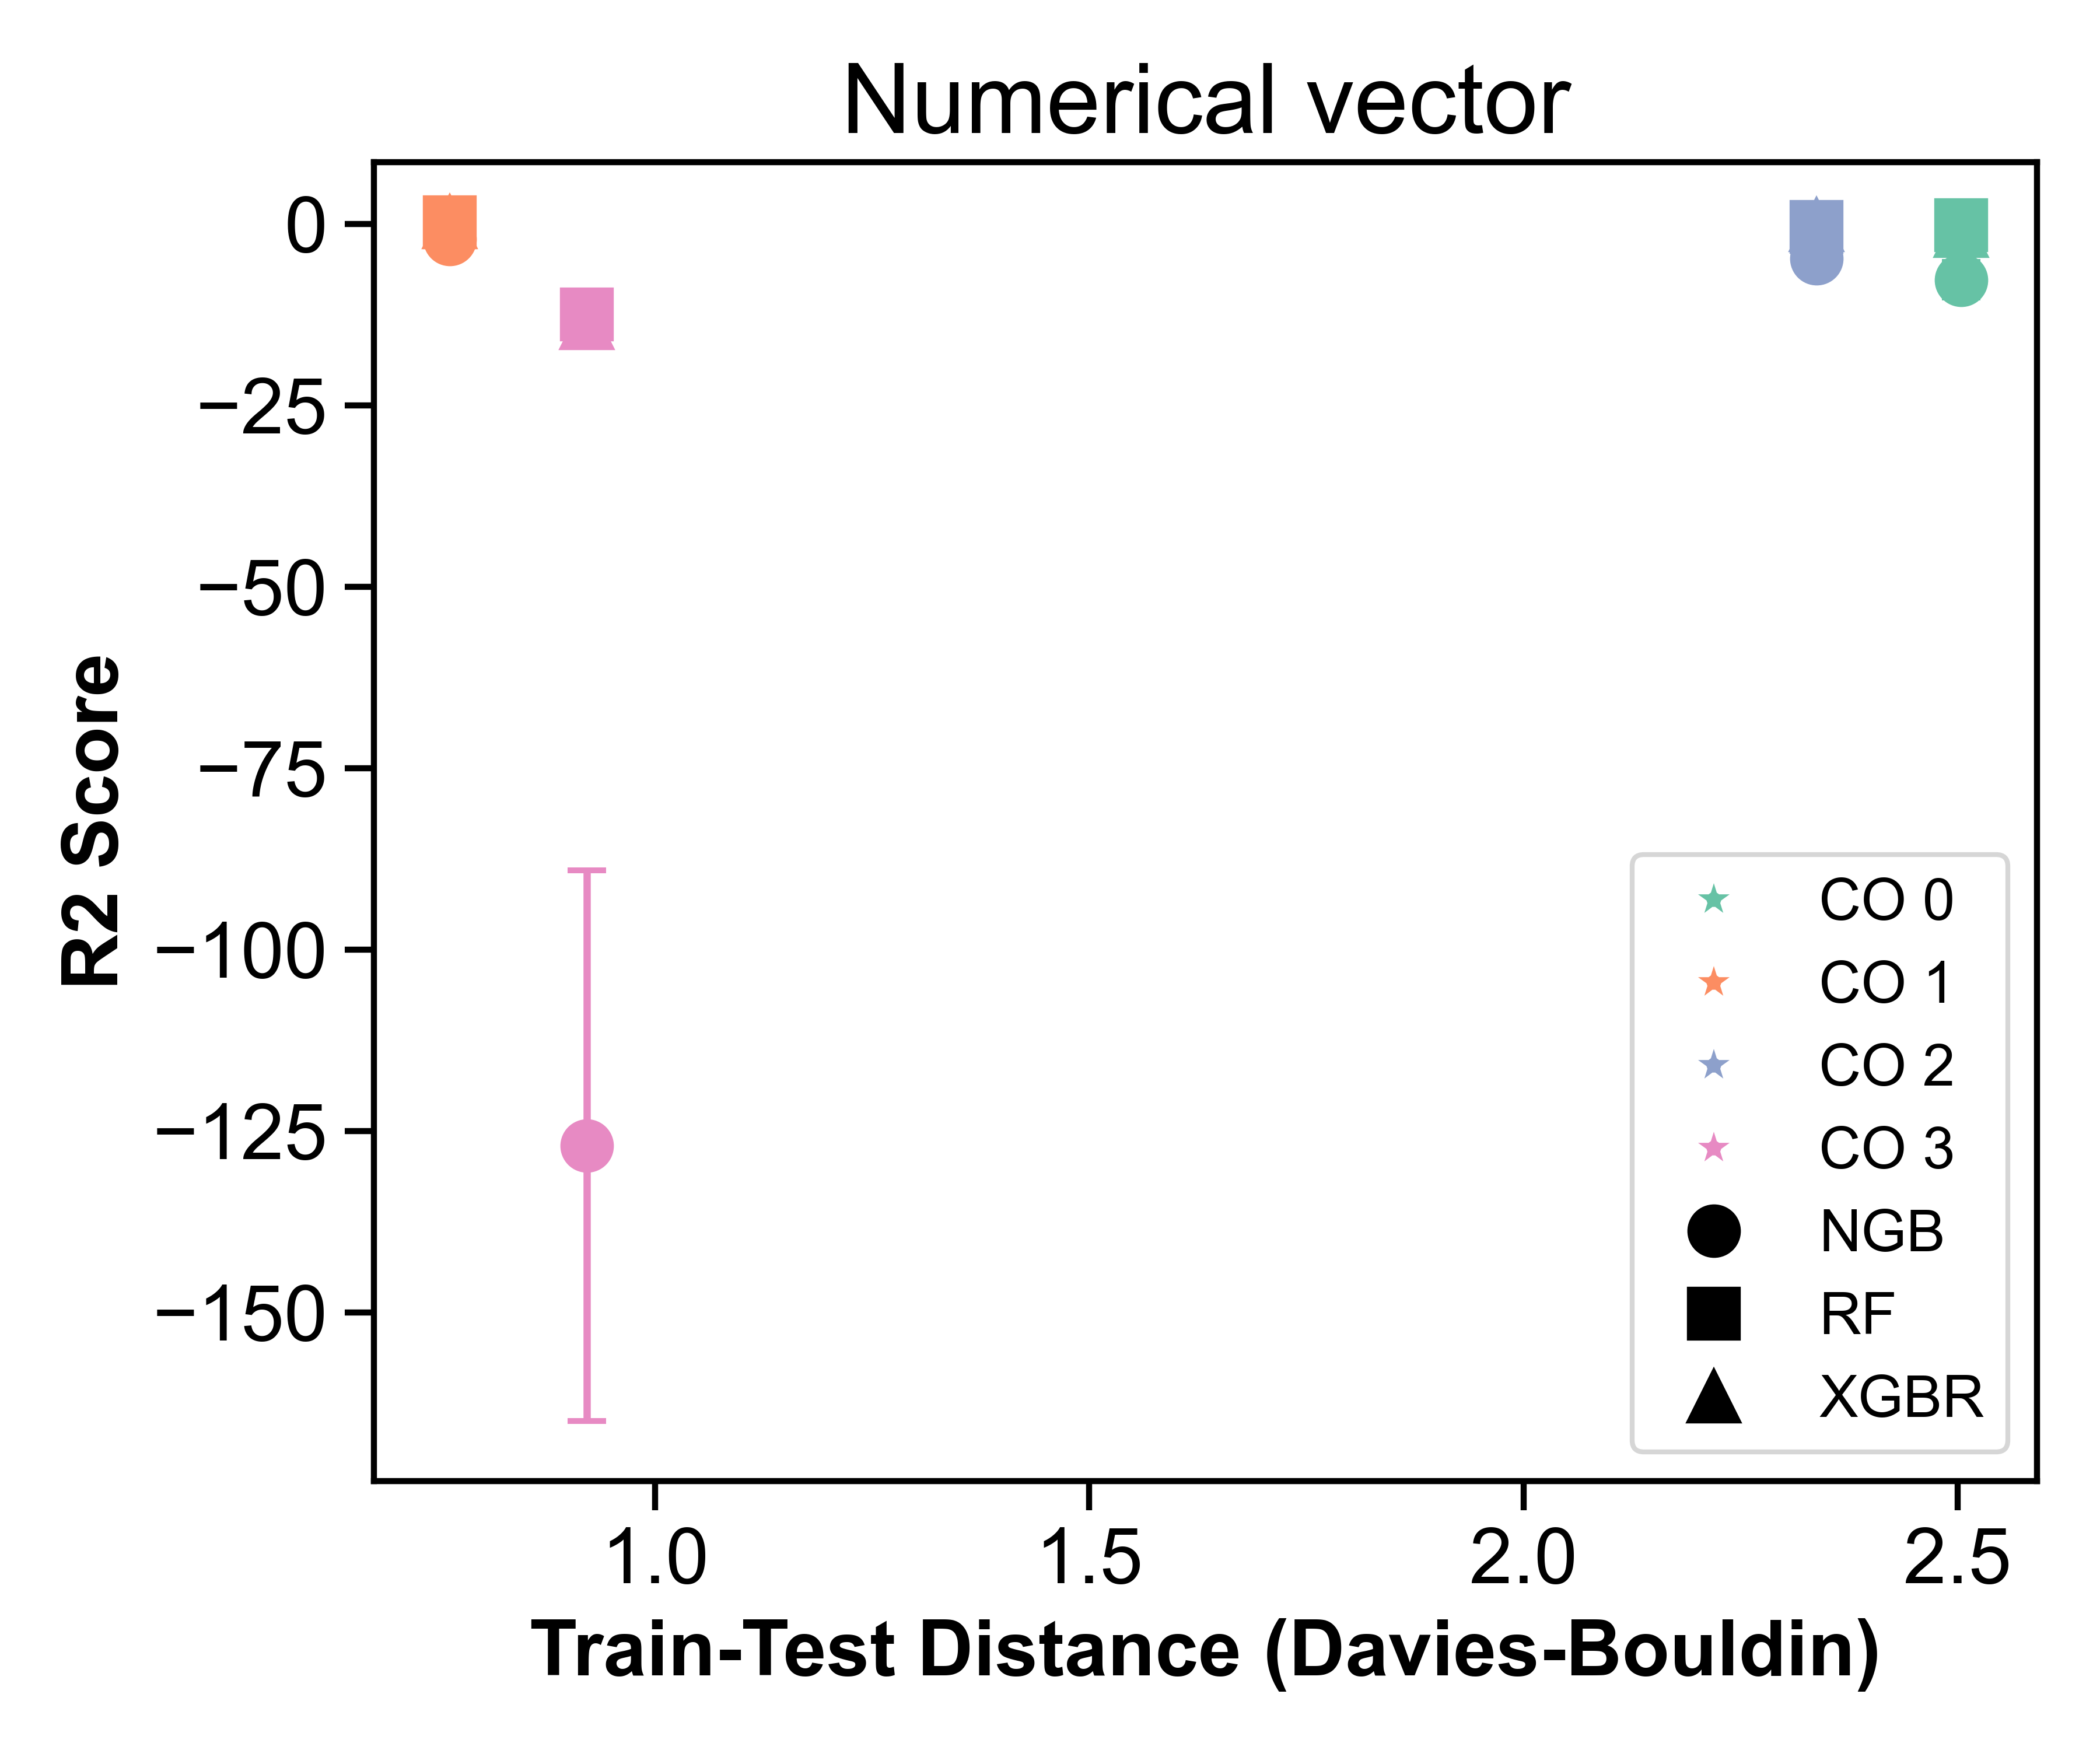 Numerical vector
0
−25
−50
−75
−100
−125
−150
R2 Score
CO 0
CO 1
CO 2
CO 3
NGB
RF
XGBR
1.0 1.5 2.0 2.5
Train-Test Distance (Davies-Bouldin)